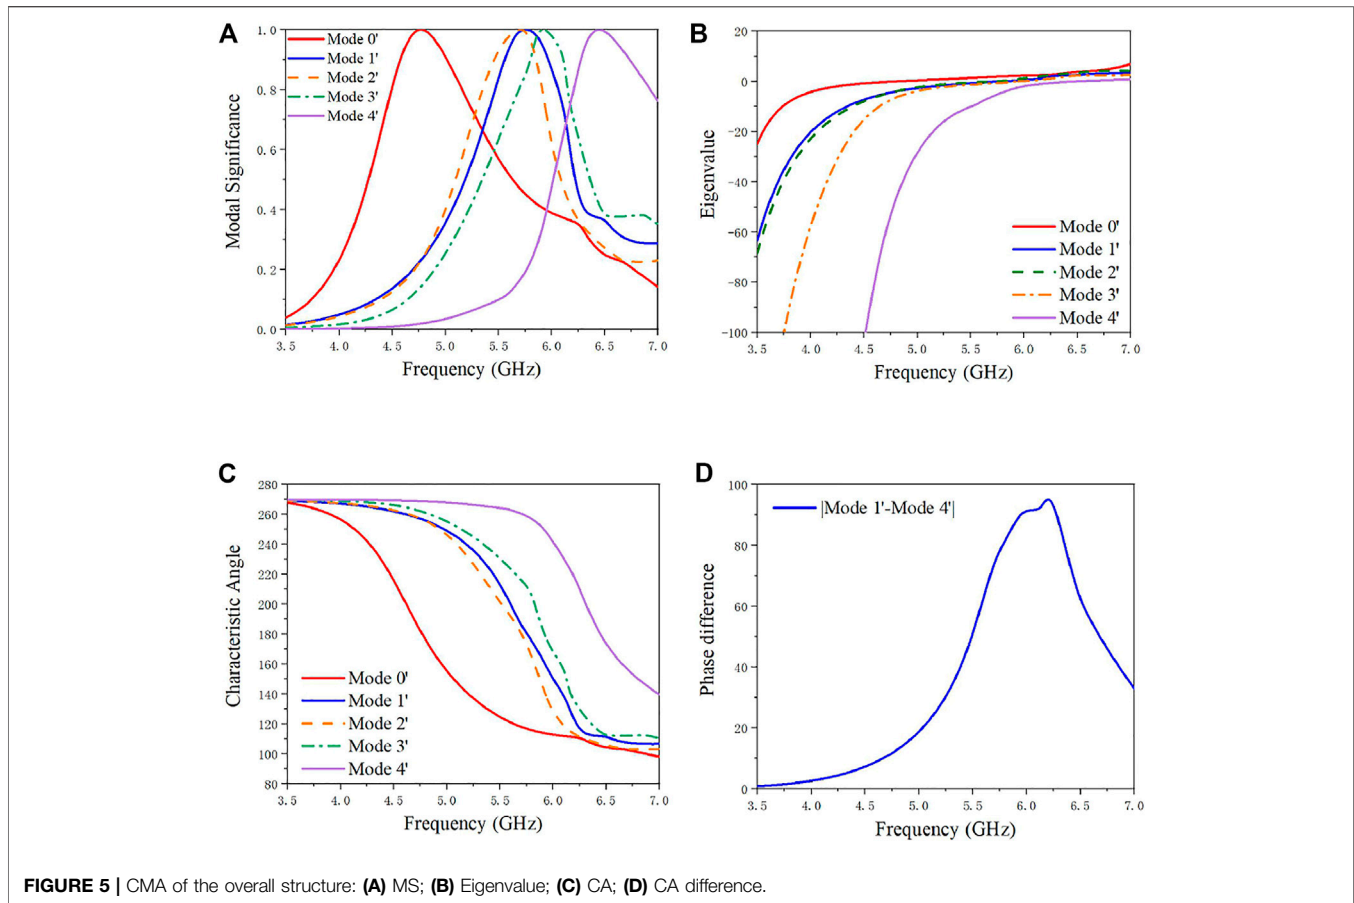 A
Modal Significance
1.0
0.8
0.6
0.4
0.2
0.0
Mode 0'
Mode 1'
Mode 2'
Mode 3'
Mode 4'
3.5 4.0 4.5 5.0 5.5 6.0 6.5 7.0
Frequency (GHz)
B
Eigenvalue
20
0
-20
-40
-60
-80
-100
Mode 0'
Mode 1'
Mode 2'
Mode 3'
Mode 4'
3.5 4.0 4.5 5.0 5.5 6.0 6.5 7.0
Frequency (GHz)
C
Characteristic Angle
280
260
240
220
200
180
160
140
120
100
80
Mode 0'
Mode 1'
Mode 2'
Mode 3'
Mode 4'
3.5 4.0 4.5 5.0 5.5 6.0 6.5 7.0
Frequency (GHz)
D
Phase difference
100
80
60
40
20
0
|Mode 1'-Mode 4'|
3.5 4.0 4.5 5.0 5.5 6.0 6.5 7.0
Frequency (GHz)
FIGURE 5 | CMA of the overall structure: (A) MS; (B) Eigenvalue; (C) CA; (D) CA difference.